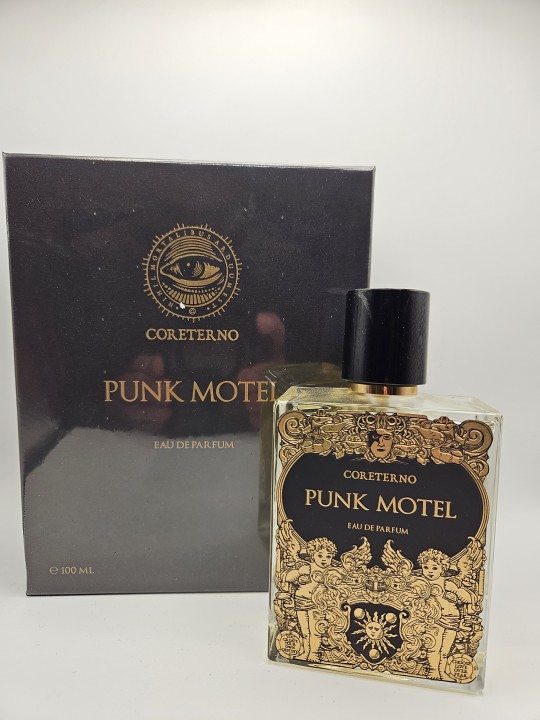 CORETERNO
PUNK MOTEL
EAU DE PARFUM
℮ 100 ML
CORETERNO
PUNK MOTEL
EAU DE PARFUM